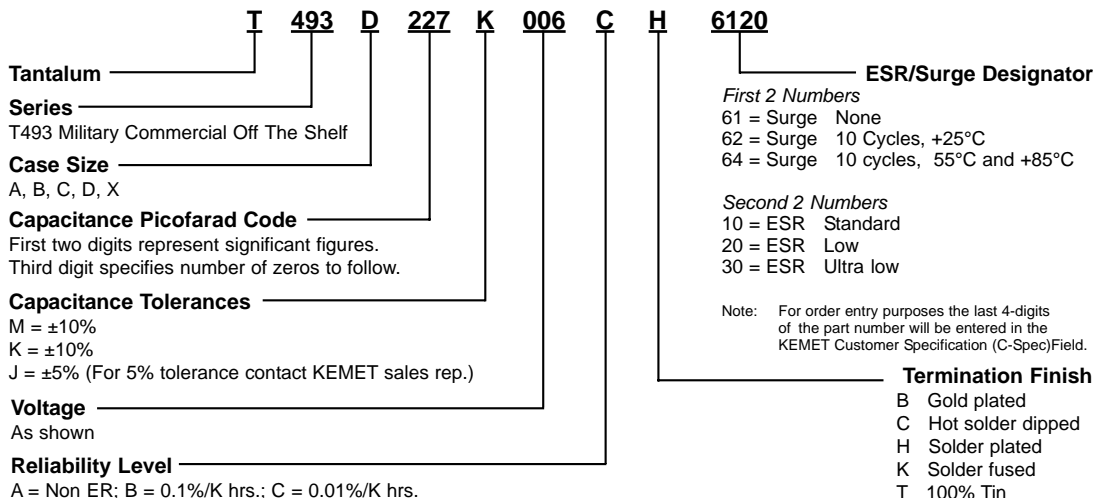 T 493 D 227 K 006 C H 6120
Tantalum
Series
T493 Military Commercial Off The Shelf
Case Size
A, B, C, D, X
Capacitance Picofarad Code
First two digits represent significant figures.
Third digit specifies number of zeros to follow.
Capacitance Tolerances
M = ±10%
K = ±10%
J = ±5% (For 5% tolerance contact KEMET sales rep.)
Voltage
As shown
Reliability Level
A = Non ER; B = 0.1%/K hrs.; C = 0.01%/K hrs.
ESR/Surge Designator
First 2 Numbers
61 = Surge None
62 = Surge 10 Cycles, +25°C
64 = Surge 10 cycles, 55°C and +85°C
Second 2 Numbers
10 = ESR Standard
20 = ESR Low
30 = ESR Ultra low
Note: For order entry purposes the last 4-digits
of the part number will be entered in the
KEMET Customer Specification (C-Spec)Field.
Termination Finish
B Gold plated
C Hot solder dipped
H Solder plated
K Solder fused
T 100% Tin